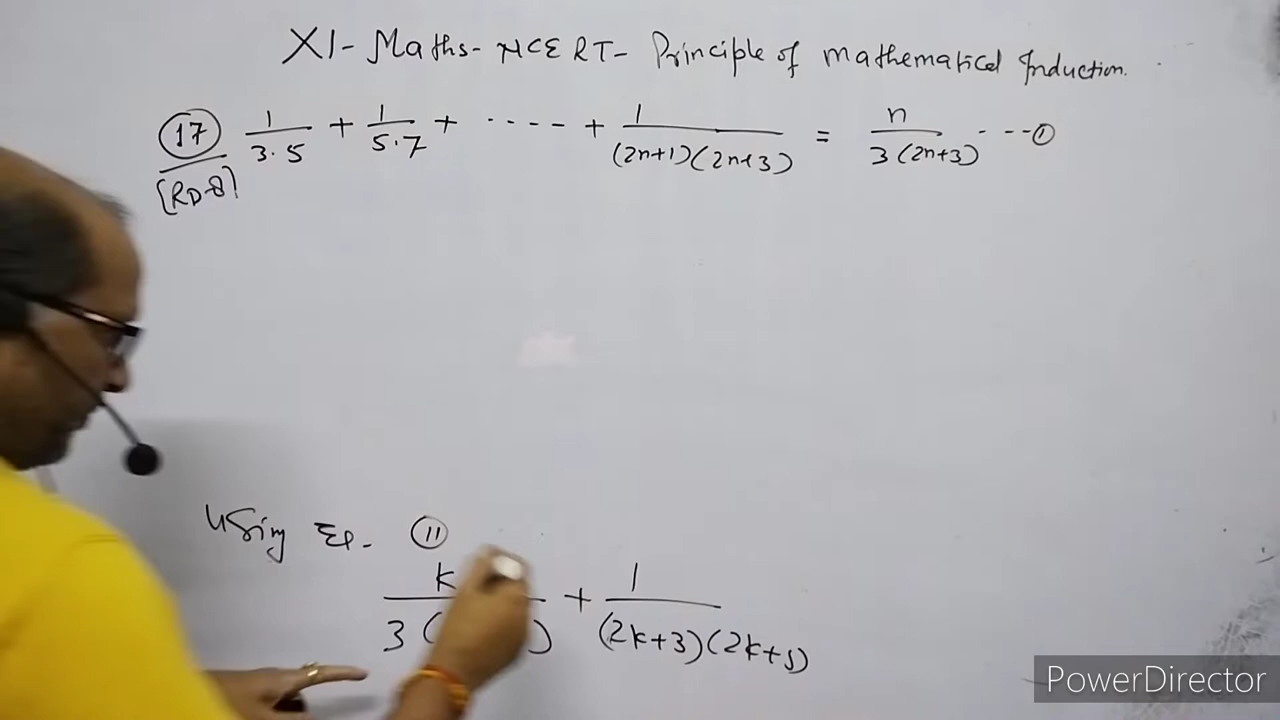 XI- Maths- NCERT- Principle of mathematical Induction.
(17) 1/3·5 + 1/5·7 + ---- + 1/(2n+1)(2n+3) = n/3(2n+3) ---①
[RD-8]
Using Eq. (11)
k/3( ) + 1/(2k+3)(2k+5)
PowerDirector